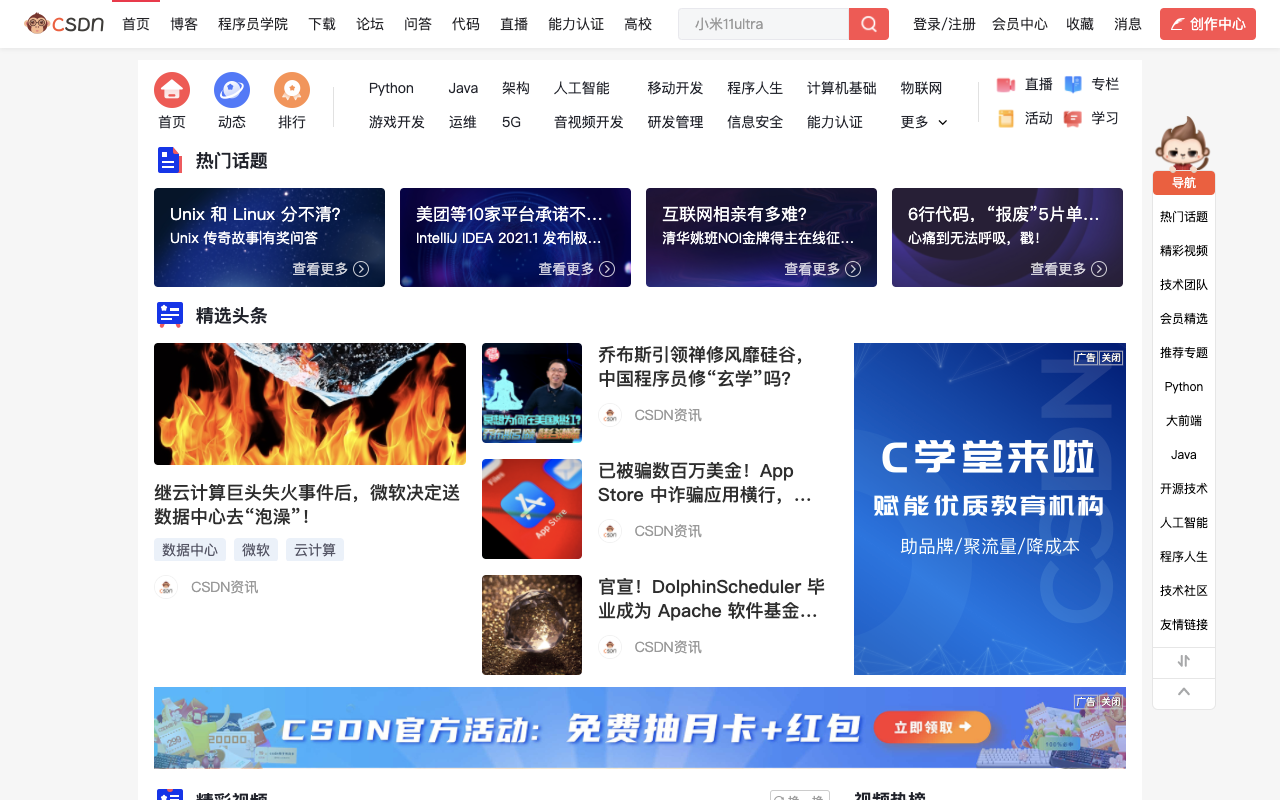 CSDN 首页 博客 程序员学院 下载 论坛 问答 代码 直播 能力认证 高校 小米11ultra 登录/注册 会员中心 收藏 消息 创作中心
首页 动态 排行
Python Java 架构 人工智能 移动开发 程序人生 计算机基础 物联网
游戏开发 运维 5G 音视频开发 研发管理 信息安全 能力认证 更多
直播 专栏
活动 学习
热门话题
Unix 和 Linux 分不清?
Unix 传奇故事|有奖问答
查看更多
美团等10家平台承诺不…
IntelliJ IDEA 2021.1 发布|极…
查看更多
互联网相亲有多难?
清华姚班NOI金牌得主在线征…
查看更多
6行代码，“报废”5片单…
心痛到无法呼吸，戳！
查看更多
精选头条
继云计算巨头失火事件后，微软决定送
数据中心去“泡澡”！
数据中心 微软 云计算
CSDN资讯
乔布斯引领禅修风靡硅谷，
中国程序员修“玄学”吗？
CSDN资讯
Files
App Store
已被骗数百万美金！App
Store 中诈骗应用横行，…
CSDN资讯
官宣！DolphinScheduler 毕
业成为 Apache 软件基金…
CSDN资讯
广告 关闭
CSDN
C学堂来啦
赋能优质教育机构
助品牌/聚流量/降成本
299
20000
CSDN官方活动：免费抽月卡+红包
立即领取
广告 关闭
精彩视频
换一换
视频热榜
导航
热门话题
精彩视频
技术团队
会员精选
推荐专题
Python
大前端
Java
开源技术
人工智能
程序人生
技术社区
友情链接